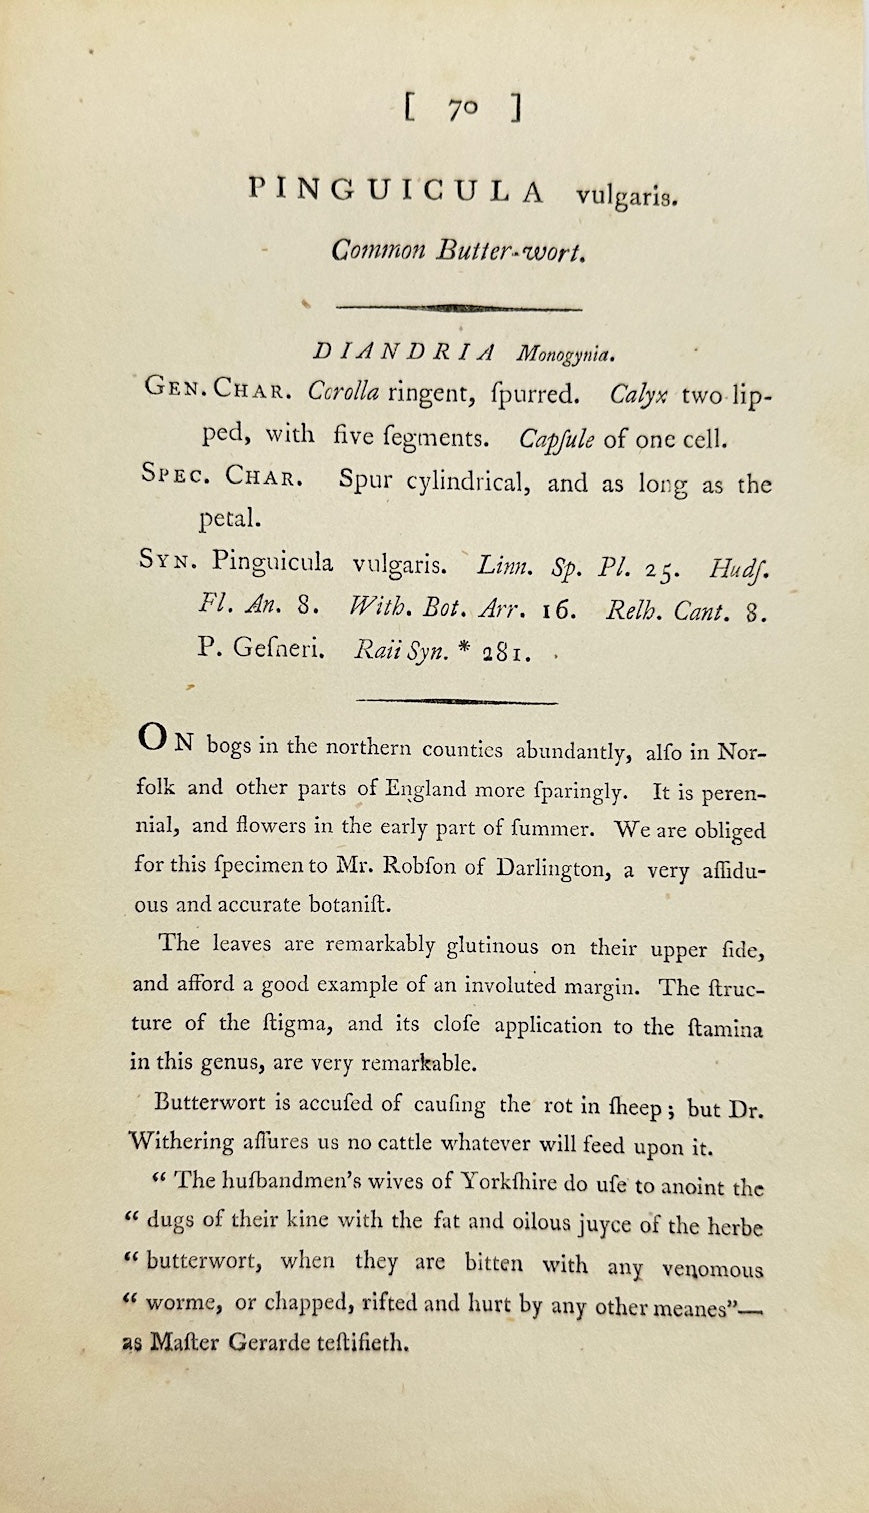 [ 70 ]
PINGUICULA vulgaris.
Common Butter-wort.
DIANDRIA Monogynia.
GEN. CHAR. Corolla ringent, ſpurred. Calyx two lip-
ped, with five ſegments. Capſule of one cell.
SPEC. CHAR. Spur cylindrical, and as long as the
petal.
SYN. Pinguicula vulgaris. Linn. Sp. Pl. 25. Hudſ.
Fl. An. 8. With. Bot. Arr. 16. Relh. Cant. 8.
P. Geſneri. Raii Syn. * 281.
ON bogs in the northern counties abundantly, alſo in Nor-
folk and other parts of England more ſparingly. It is peren-
nial, and flowers in the early part of ſummer. We are obliged
for this ſpecimen to Mr. Robſon of Darlington, a very aſſidu-
ous and accurate botaniſt.
The leaves are remarkably glutinous on their upper ſide,
and afford a good example of an involuted margin. The ſtruc-
ture of the ſtigma, and its cloſe application to the ſtamina
in this genus, are very remarkable.
Butterwort is accuſed of cauſing the rot in ſheep; but Dr.
Withering aſſures us no cattle whatever will feed upon it.
“ The huſbandmen’s wives of Yorkſhire do uſe to anoint the
“ dugs of their kine with the fat and oilous juyce of the herbe
“ butterwort, when they are bitten with any venomous
“ worme, or chapped, rifted and hurt by any other meanes”—
as Maſter Gerarde teſtifieth.